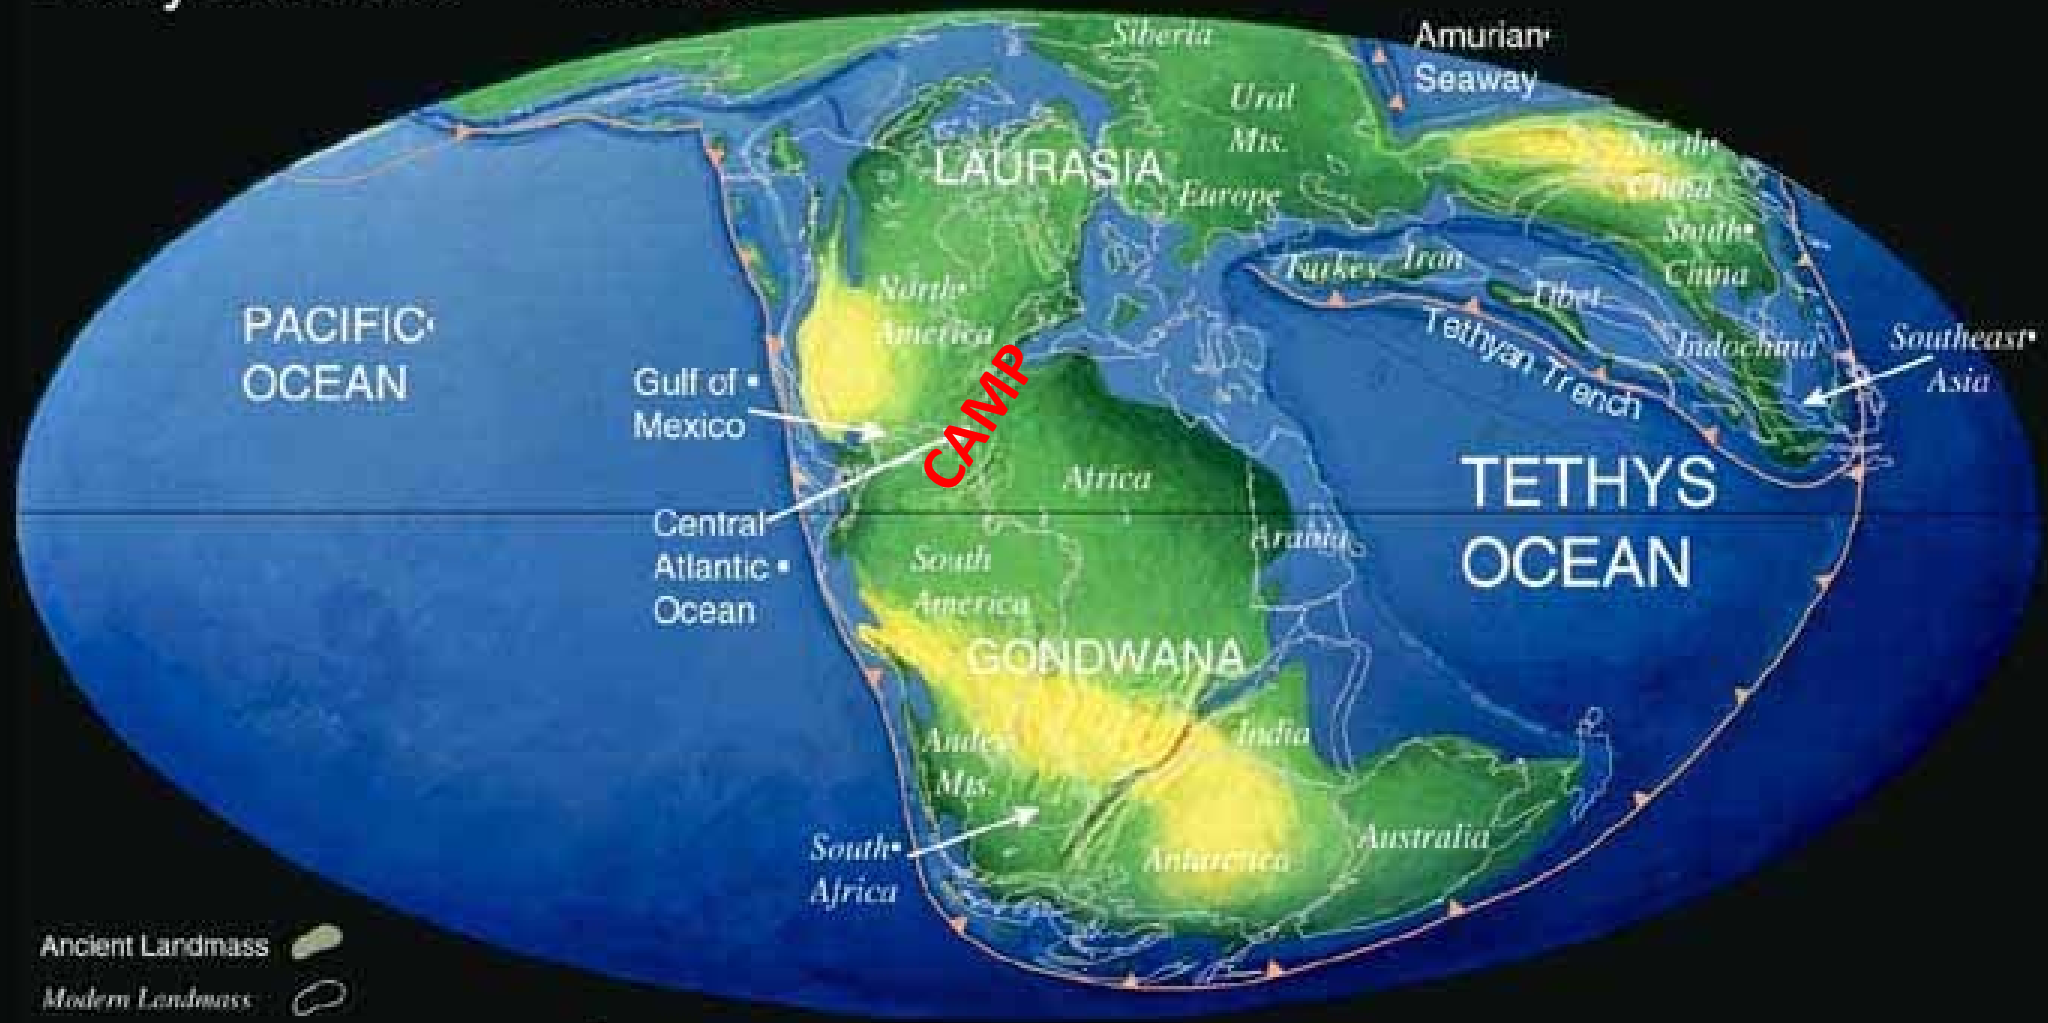 Siberia
Amurian
Seaway
Ural
Mts.
North
China
LAURASIA
Europe
South
China
Turkey
Iran
Tibet
North
America
PACIFIC
OCEAN
Tethyan Trench
Indochina
Southeast
Asia
Gulf of
Mexico
CAMP
Africa
TETHYS
OCEAN
Central
Atlantic
Ocean
Arabia
South
America
GONDWANA
India
Andes
Mts.
South
Africa
Antarctica
Australia
Ancient Landmass
Modern Landmass